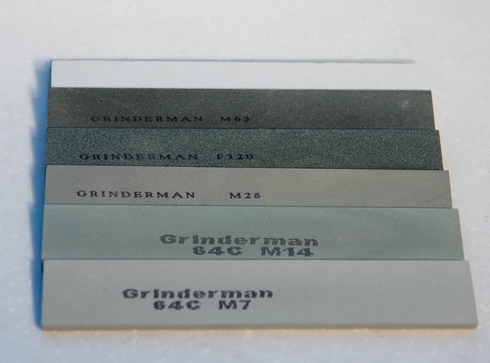 GRINDERMAN M63
GRINDERMAN F120
GRINDERMAN M28
Grinderman
64C M14
Grinderman
64C M7